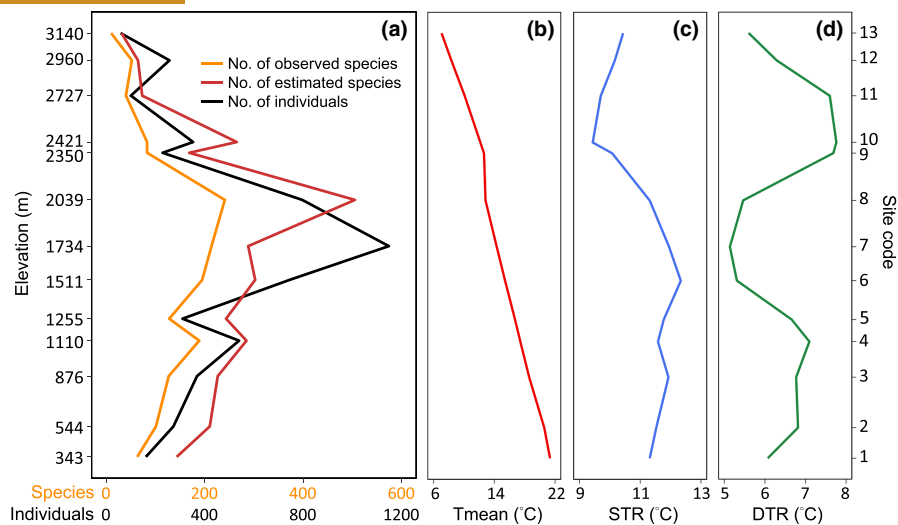 (a) (b) (c) (d)
No. of observed species
No. of estimated species
No. of individuals
Elevation (m)
3140
2960
2727
2421
2350
2039
1734
1511
1255
1110
876
544
343
Species 0 200 400 600
Individuals 0 400 800 1200
6 14 22
Tmean (°C)
9 11 13
STR (°C)
5 6 7 8
DTR (°C)
13
12
11
10
9
8
7
6
5
4
3
2
1
Site code